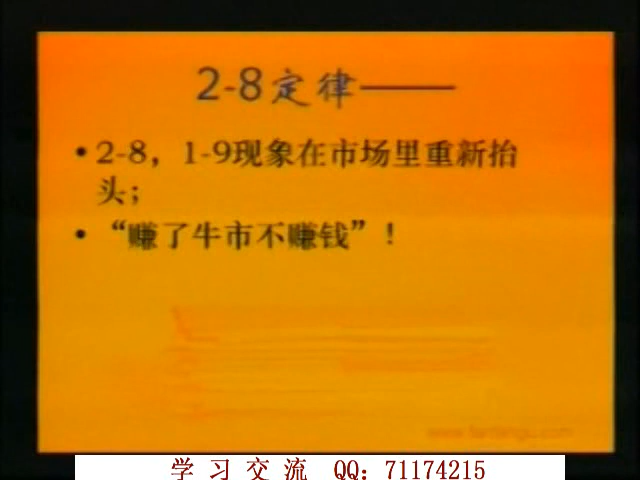 2-8定律——
•2-8，1-9现象在市场里重新抬
头；
•“赚了牛市不赚钱”！
学 习 交 流 QQ：71174215